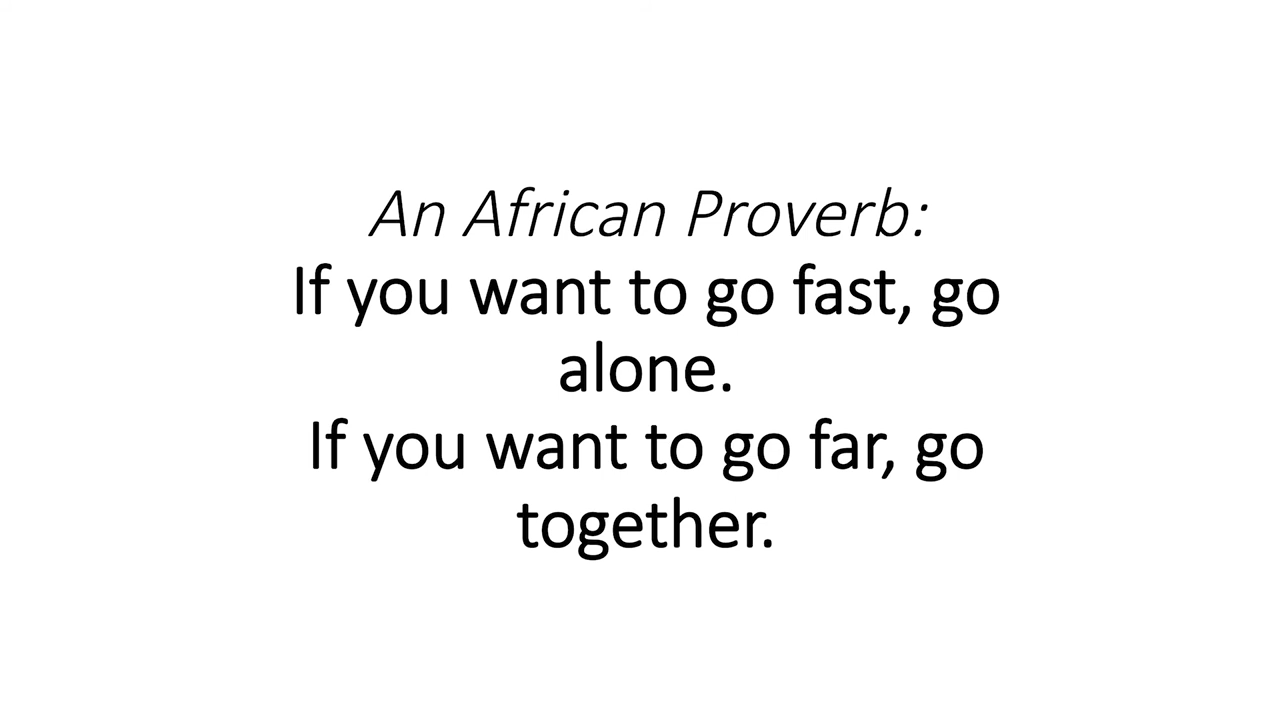 An African Proverb:
If you want to go fast, go
alone.
If you want to go far, go
together.